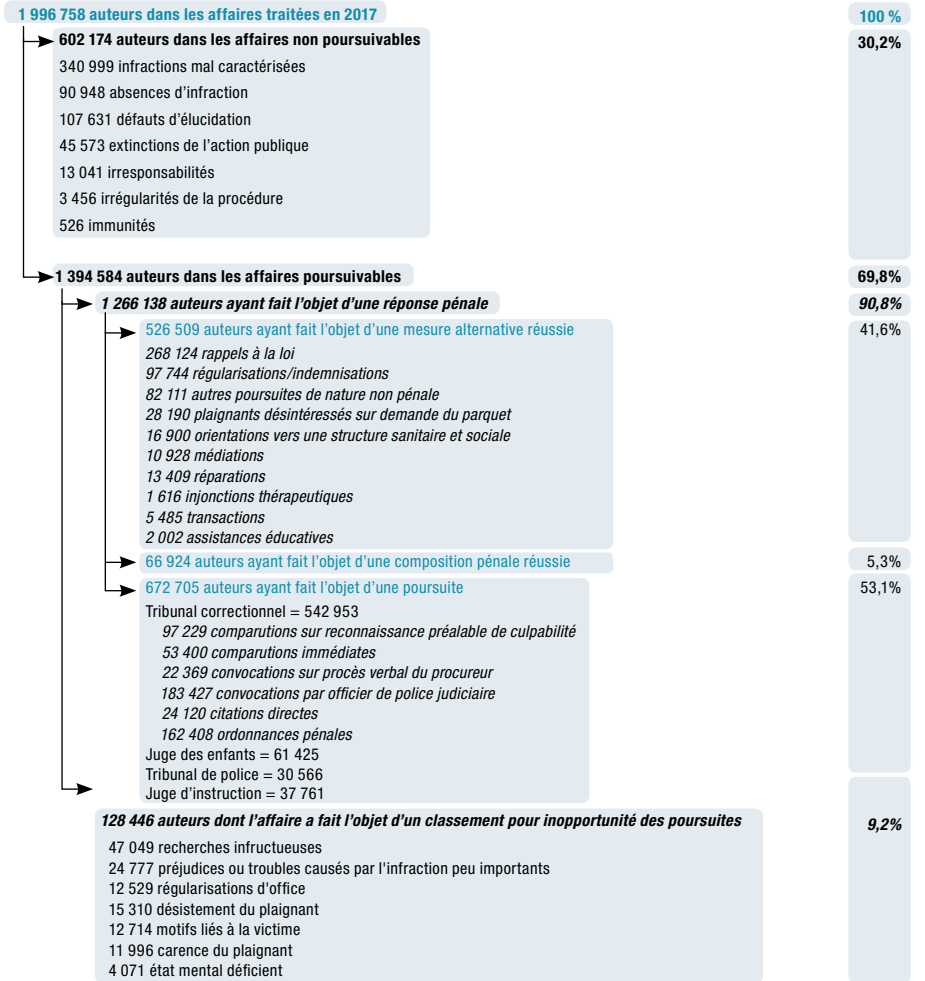 1 996 758 auteurs dans les affaires traitées en 2017 100 %
602 174 auteurs dans les affaires non poursuivables 30,2%
340 999 infractions mal caractérisées
90 948 absences d'infraction
107 631 défauts d'élucidation
45 573 extinctions de l'action publique
13 041 irresponsabilités
3 456 irrégularités de la procédure
526 immunités
1 394 584 auteurs dans les affaires poursuivables 69,8%
1 266 138 auteurs ayant fait l'objet d'une réponse pénale 90,8%
526 509 auteurs ayant fait l'objet d'une mesure alternative réussie 41,6%
268 124 rappels à la loi
97 744 régularisations/indemnisations
82 111 autres poursuites de nature non pénale
28 190 plaignants désintéressés sur demande du parquet
16 900 orientations vers une structure sanitaire et sociale
10 928 médiations
13 409 réparations
1 616 injonctions thérapeutiques
5 485 transactions
2 002 assistances éducatives
66 924 auteurs ayant fait l'objet d'une composition pénale réussie 5,3%
672 705 auteurs ayant fait l'objet d'une poursuite 53,1%
Tribunal correctionnel = 542 953
97 229 comparutions sur reconnaissance préalable de culpabilité
53 400 comparutions immédiates
22 369 convocations sur procès verbal du procureur
183 427 convocations par officier de police judiciaire
24 120 citations directes
162 408 ordonnances pénales
Juge des enfants = 61 425
Tribunal de police = 30 566
Juge d'instruction = 37 761
128 446 auteurs dont l'affaire a fait l'objet d'un classement pour inopportunité des poursuites 9,2%
47 049 recherches infructueuses
24 777 préjudices ou troubles causés par l'infraction peu importants
12 529 régularisations d'office
15 310 désistement du plaignant
12 714 motifs liés à la victime
11 996 carence du plaignant
4 071 état mental déficient